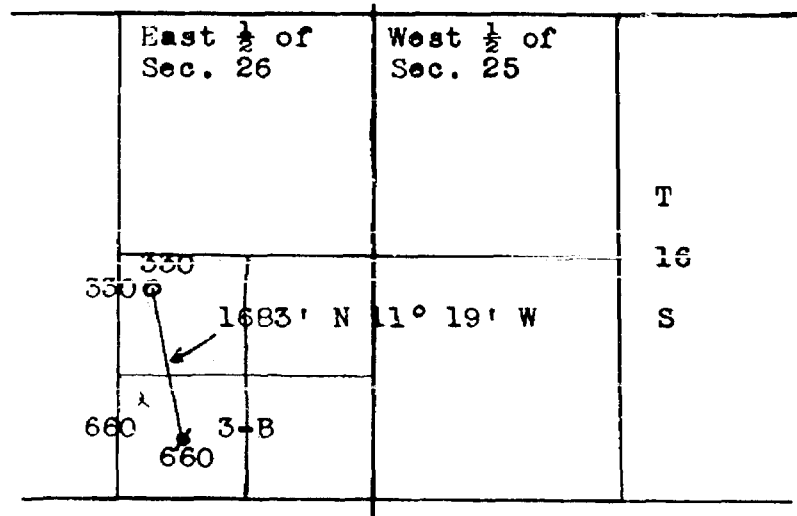 East ½ of
Sec. 26
West ½ of
Sec. 25
T
16
S
330
330
1683' N 11° 19' W
660
3-B
660